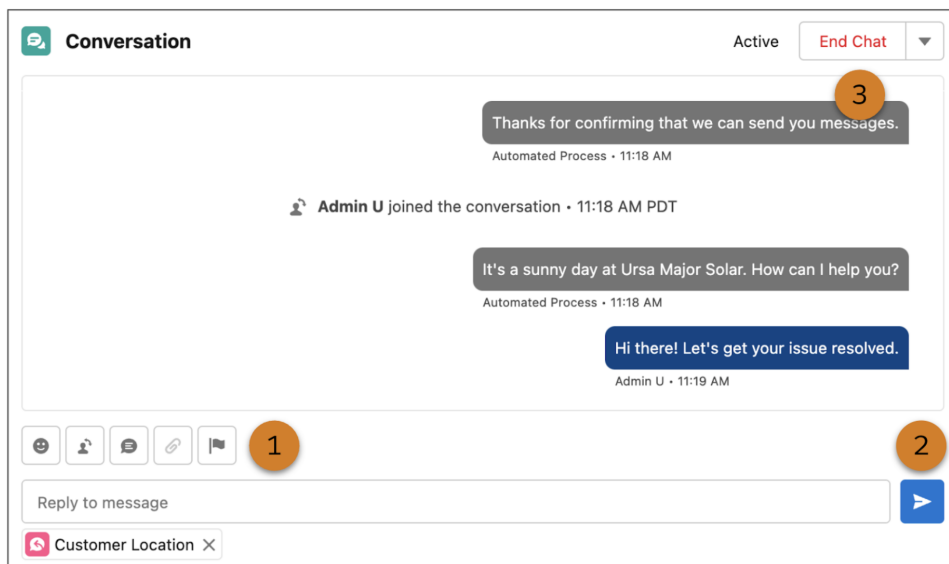 Conversation
Active
End Chat
3
Thanks for confirming that we can send you messages.
Automated Process • 11:18 AM
Admin U joined the conversation • 11:18 AM PDT
It's a sunny day at Ursa Major Solar. How can I help you?
Automated Process • 11:18 AM
Hi there! Let's get your issue resolved.
Admin U • 11:19 AM
1
2
Reply to message
Customer Location